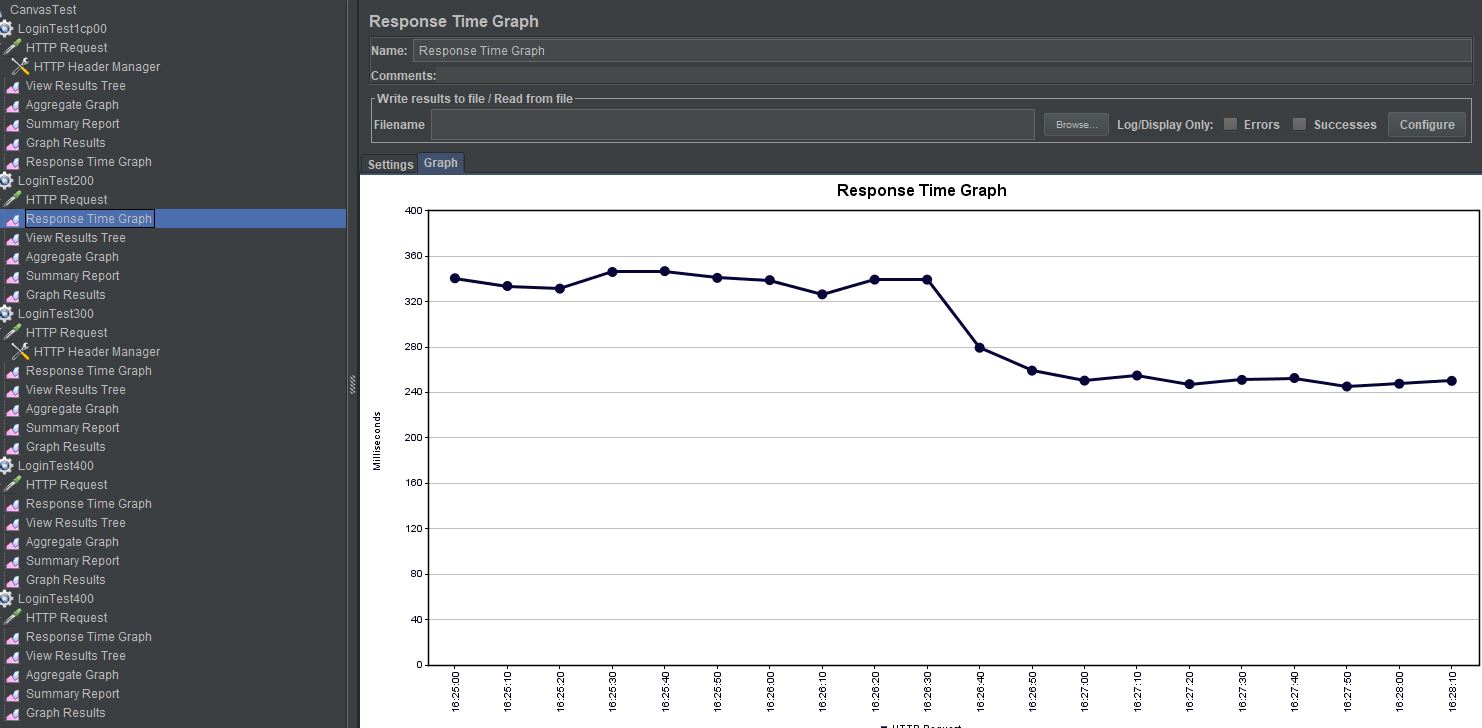 CanvasTest
LoginTest1cp00
HTTP Request
HTTP Header Manager
View Results Tree
Aggregate Graph
Summary Report
Graph Results
Response Time Graph
LoginTest200
HTTP Request
Response Time Graph
View Results Tree
Aggregate Graph
Summary Report
Graph Results
LoginTest300
HTTP Request
HTTP Header Manager
Response Time Graph
View Results Tree
Aggregate Graph
Summary Report
Graph Results
LoginTest400
HTTP Request
Response Time Graph
View Results Tree
Aggregate Graph
Summary Report
Graph Results
LoginTest400
HTTP Request
Response Time Graph
View Results Tree
Aggregate Graph
Summary Report
Graph Results
Response Time Graph
Name: Response Time Graph
Comments:
Write results to file / Read from file
Filename Browse... Log/Display Only: Errors Successes Configure
Settings Graph
Response Time Graph
400
360
320
280
240
200
160
120
80
40
0
Milliseconds
16:25:00
16:25:10
16:25:20
16:25:30
16:25:40
16:25:50
16:26:00
16:26:10
16:26:20
16:26:30
16:26:40
16:26:50
16:27:00
16:27:10
16:27:20
16:27:30
16:27:40
16:27:50
16:28:00
16:28:10
HTTP Request